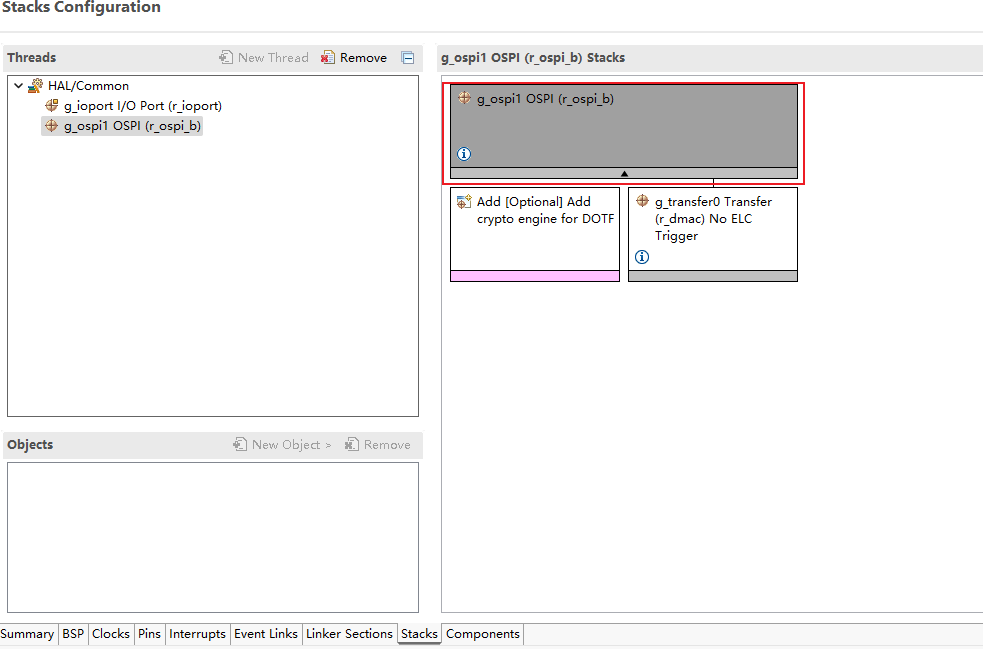 Stacks Configuration
Threads
New Thread
Remove
HAL/Common
g_ioport I/O Port (r_ioport)
g_ospi1 OSPI (r_ospi_b)
Objects
New Object >
Remove
g_ospi1 OSPI (r_ospi_b) Stacks
g_ospi1 OSPI (r_ospi_b)
Add [Optional] Add
crypto engine for DOTF
g_transfer0 Transfer
(r_dmac) No ELC
Trigger
Summary
BSP
Clocks
Pins
Interrupts
Event Links
Linker Sections
Stacks
Components